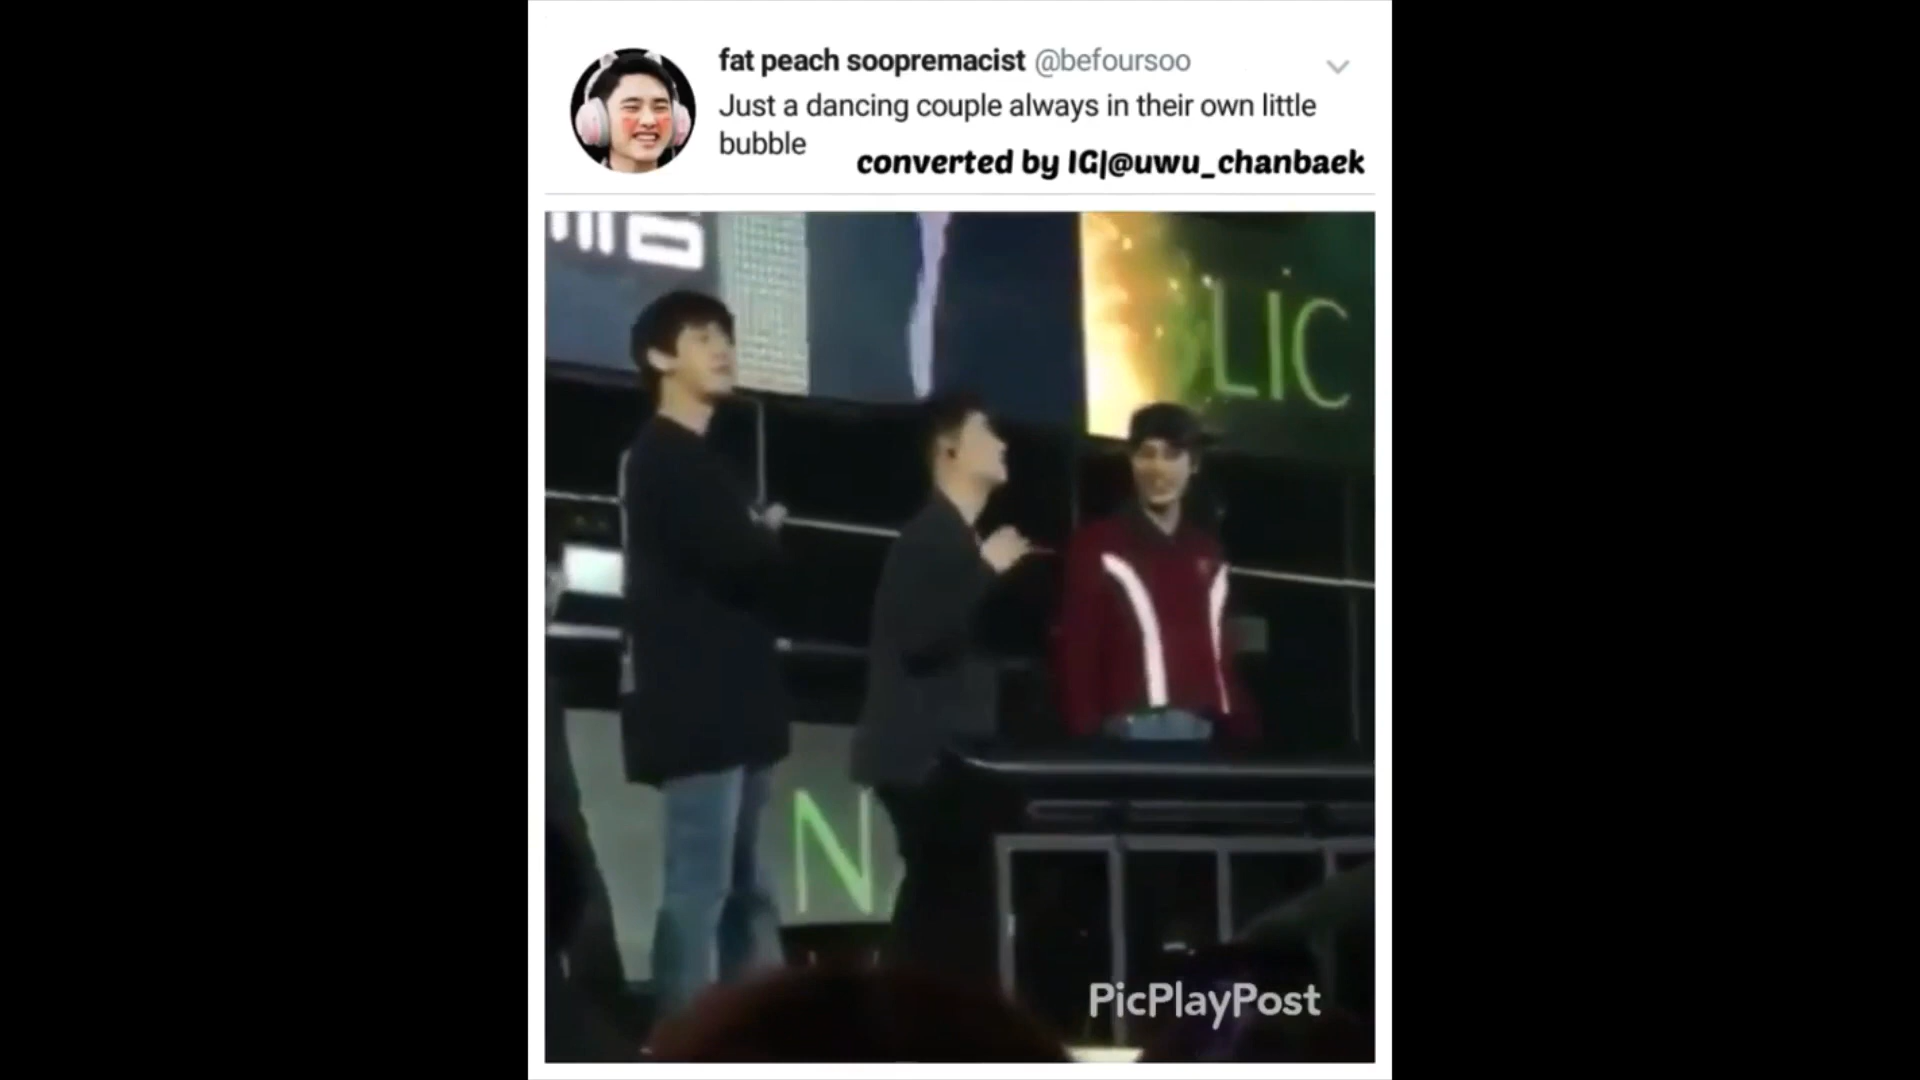 fat peach soopremacist @befoursoo
Just a dancing couple always in their own little
bubble
converted by IG|@uwu_chanbaek
LIC
N
PicPlayPost